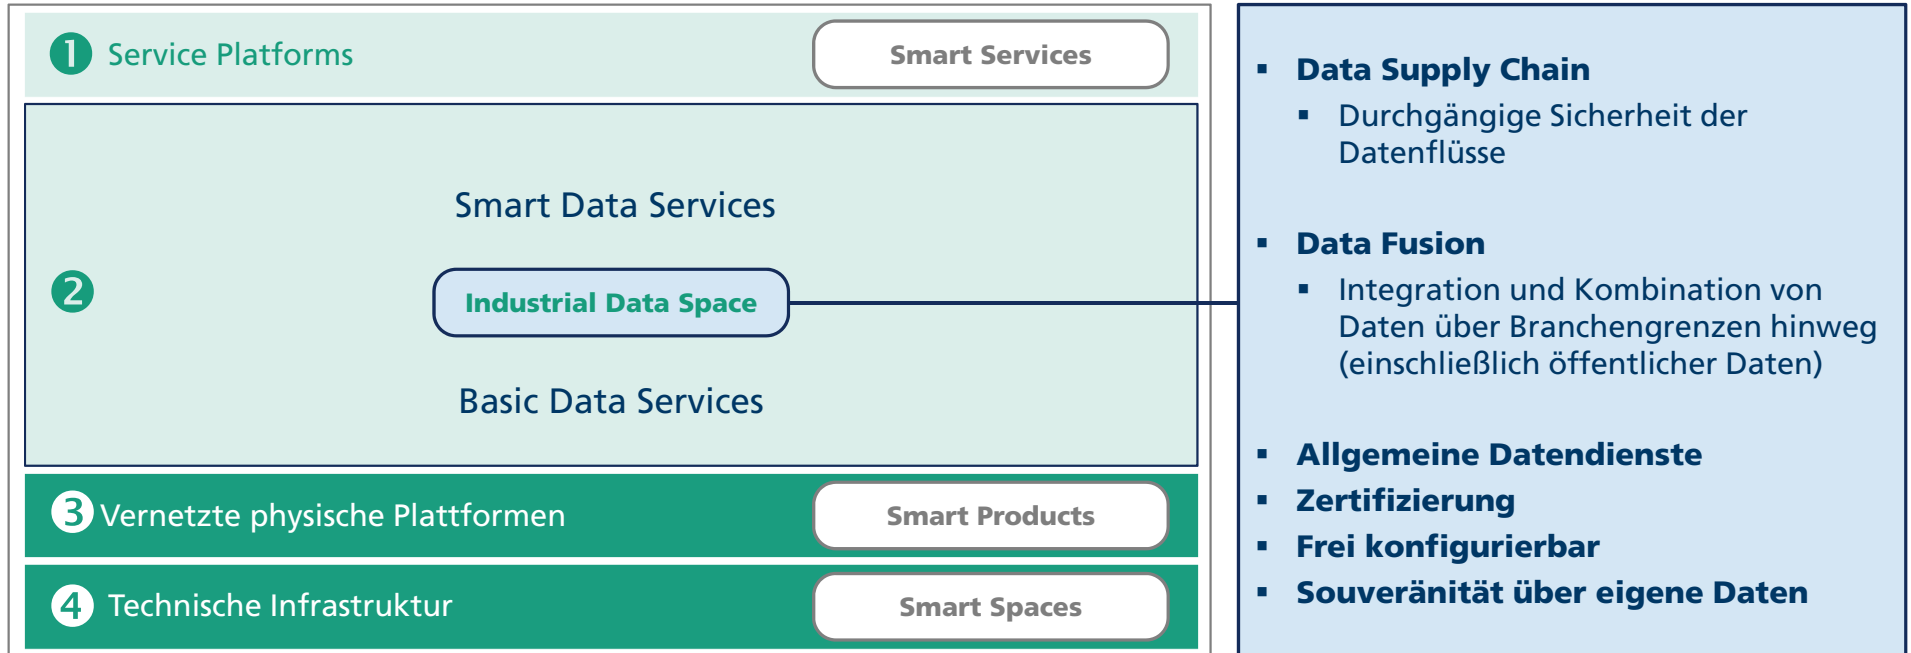 1 Service Platforms
Smart Services
2
Smart Data Services
Industrial Data Space
Basic Data Services
3 Vernetzte physische Plattformen
Smart Products
4 Technische Infrastruktur
Smart Spaces
▪ Data Supply Chain
▪ Durchgängige Sicherheit der
Datenflüsse
▪ Data Fusion
▪ Integration und Kombination von
Daten über Branchengrenzen hinweg
(einschließlich öffentlicher Daten)
▪ Allgemeine Datendienste
▪ Zertifizierung
▪ Frei konfigurierbar
▪ Souveränität über eigene Daten